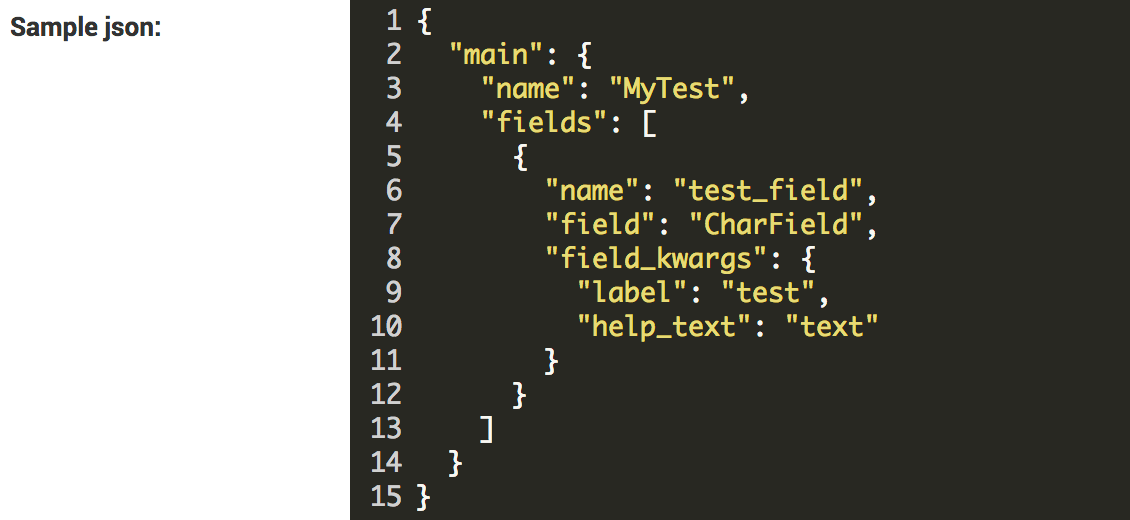 Sample json:
1 {
2   "main": {
3     "name": "MyTest",
4     "fields": [
5       {
6         "name": "test_field",
7         "field": "CharField",
8         "field_kwargs": {
9           "label": "test",
10           "help_text": "text"
11         }
12       }
13     ]
14   }
15 }